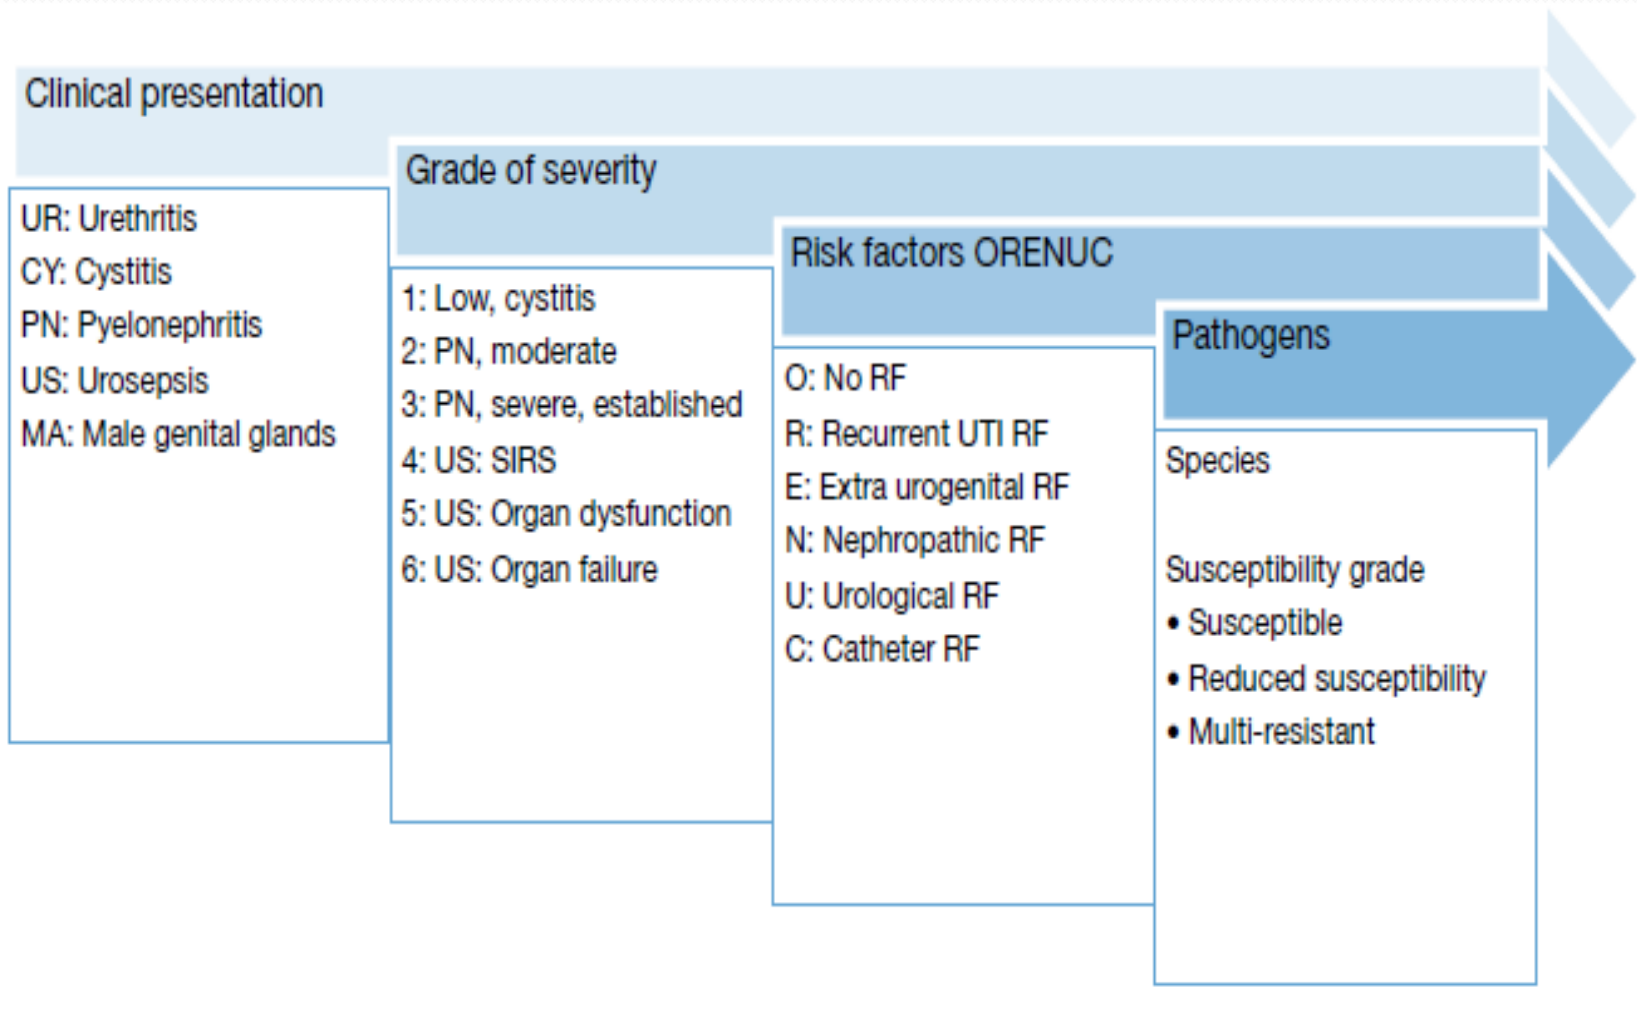 Clinical presentation
UR: Urethritis
CY: Cystitis
PN: Pyelonephritis
US: Urosepsis
MA: Male genital glands
Grade of severity
1: Low, cystitis
2: PN, moderate
3: PN, severe, established
4: US: SIRS
5: US: Organ dysfunction
6: US: Organ failure
Risk factors ORENUC
O: No RF
R: Recurrent UTI RF
E: Extra urogenital RF
N: Nephropathic RF
U: Urological RF
C: Catheter RF
Pathogens
Species
Susceptibility grade
• Susceptible
• Reduced susceptibility
• Multi-resistant